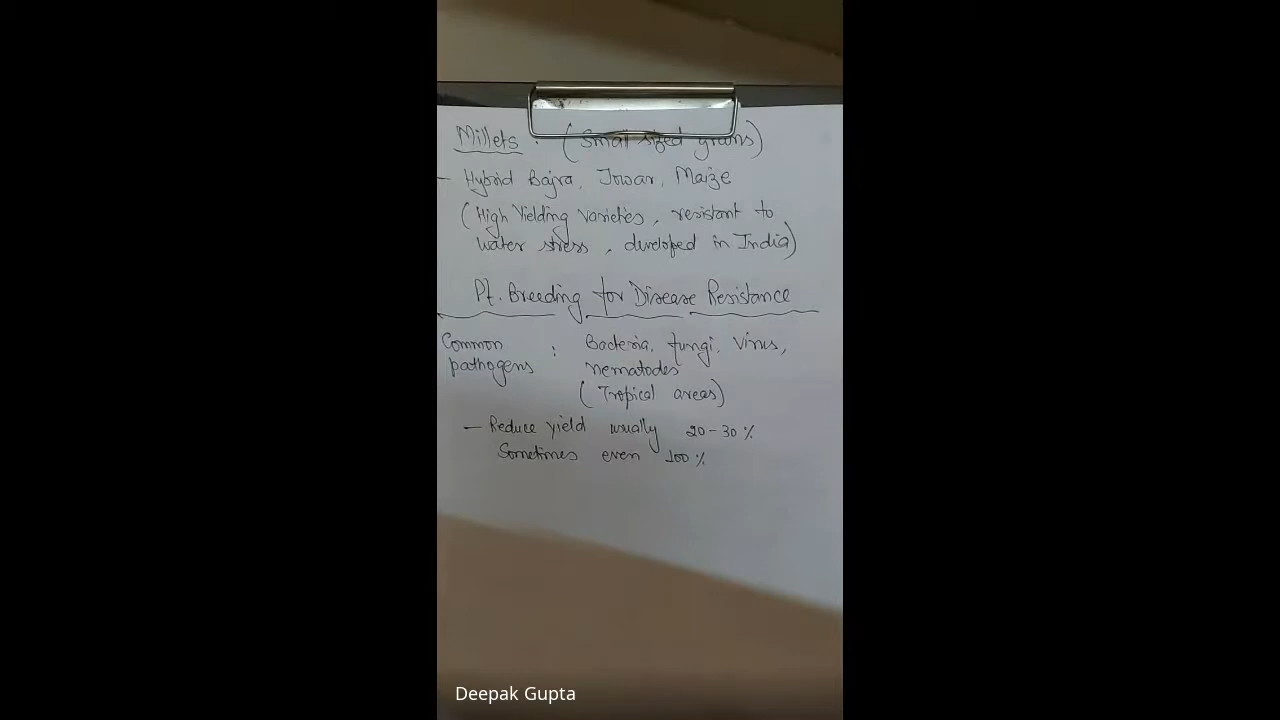 Millets : (Small sized grains)
- Hybrid Bajra, Jowar, Maize
(High Yielding Varieties, resistant to
water stress, developed in India)
Pt. Breeding for Disease Resistance
Common : Bacteria, fungi, Virus,
pathogens nematodes
(Tropical areas)
- Reduce yield usually 20-30%
Sometimes even 100%
Deepak Gupta